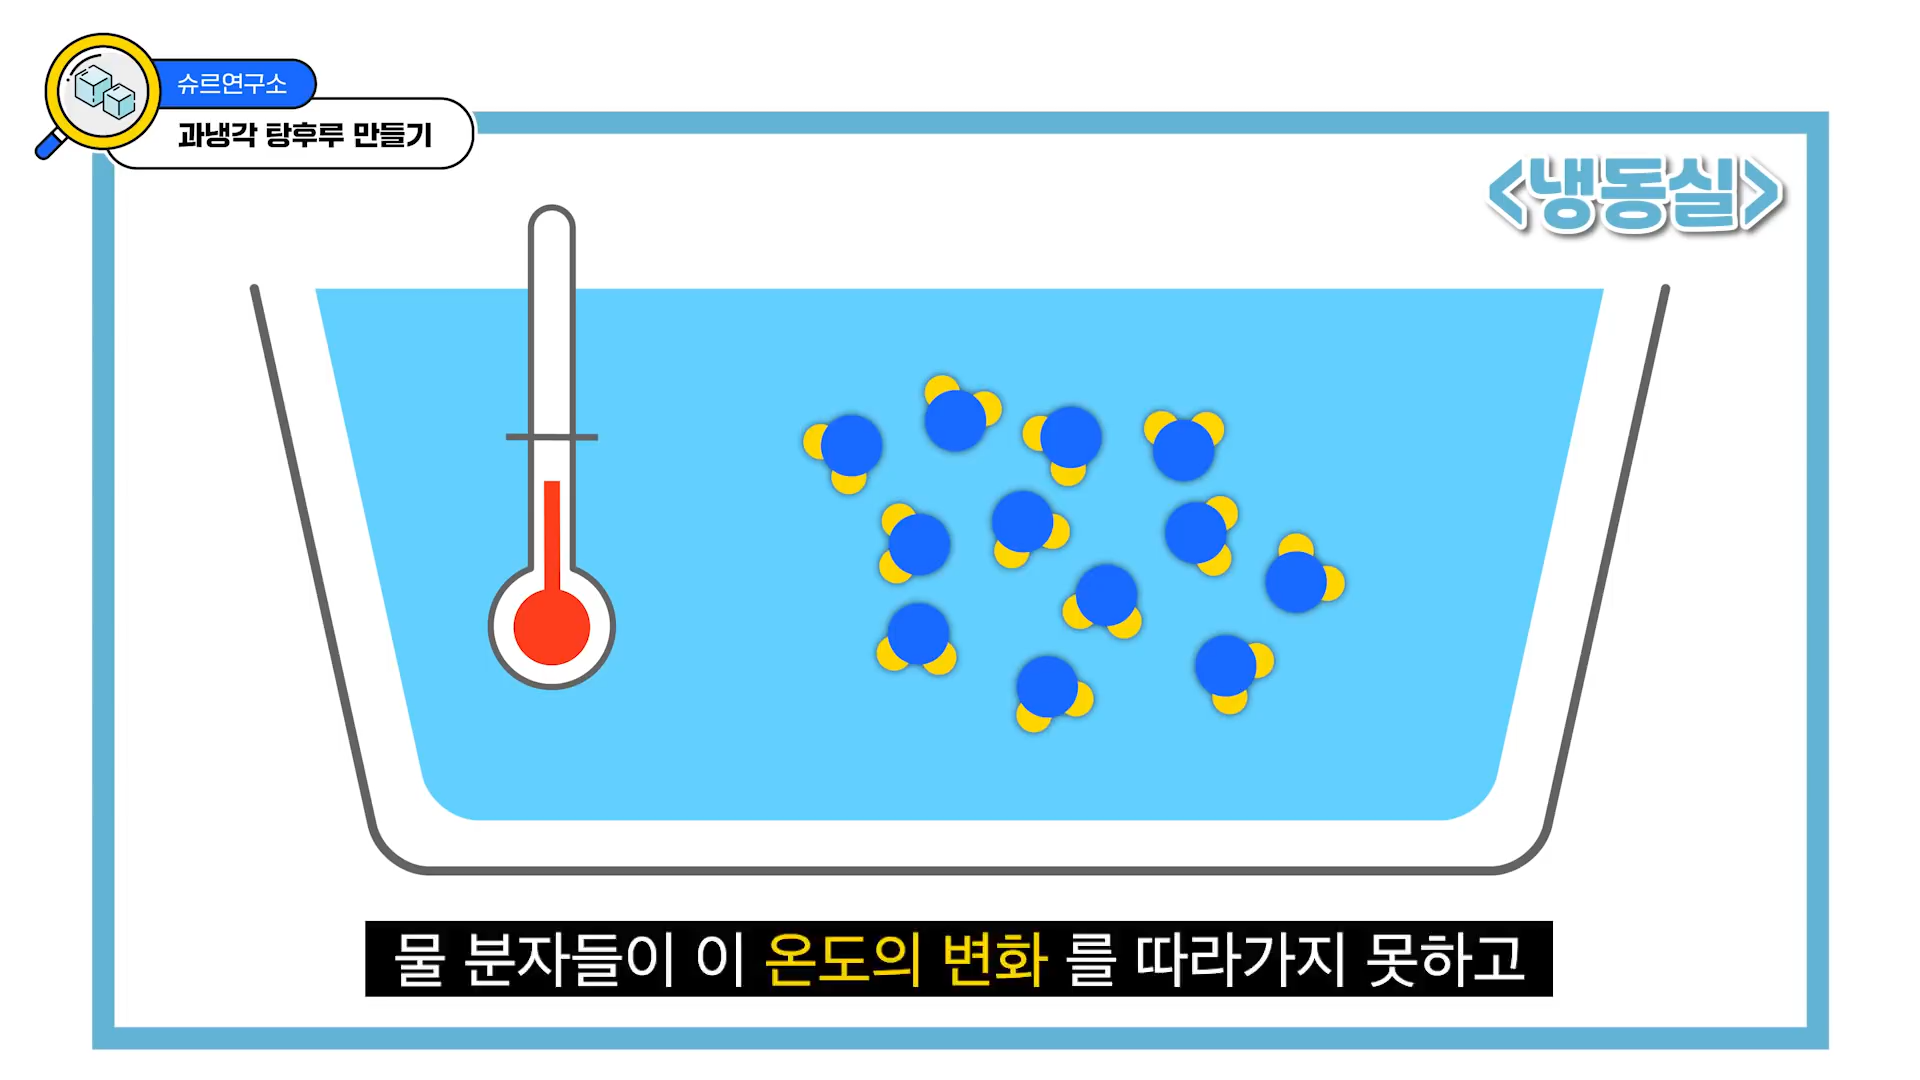 슈르연구소
과냉각 탕후루 만들기
<냉동실>
물 분자들이 이 온도의 변화 를 따라가지 못하고